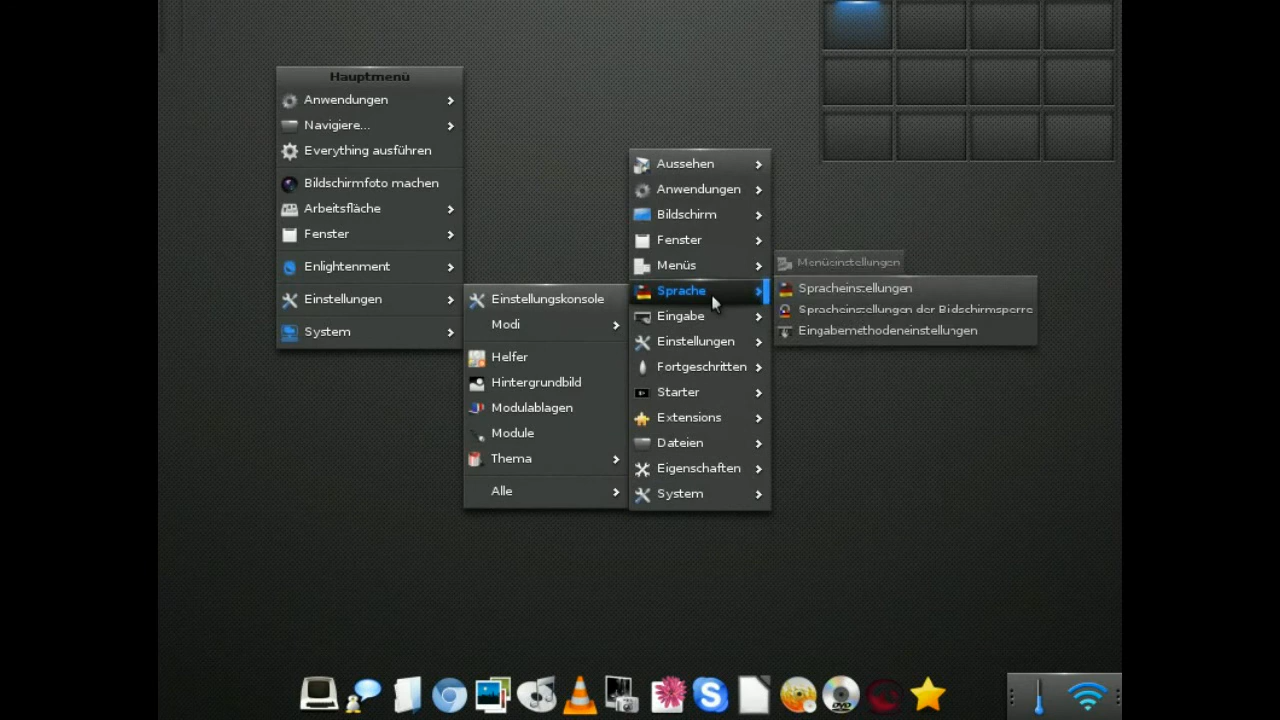 Hauptmenü
Anwendungen
Navigiere...
Everything ausführen
Bildschirmfoto machen
Arbeitsfläche
Fenster
Enlightenment
Einstellungen
System
Einstellungskonsole
Modi
Helfer
Hintergrundbild
Modulablagen
Module
Thema
Alle
Aussehen
Anwendungen
Bildschirm
Fenster
Menüs
Sprache
Eingabe
Einstellungen
Fortgeschritten
Starter
Extensions
Dateien
Eigenschaften
System
Menüeinstellungen
Spracheinstellungen
Spracheinstellungen der Bidschirmsperre
Eingabemethodeneinstellungen
DVD